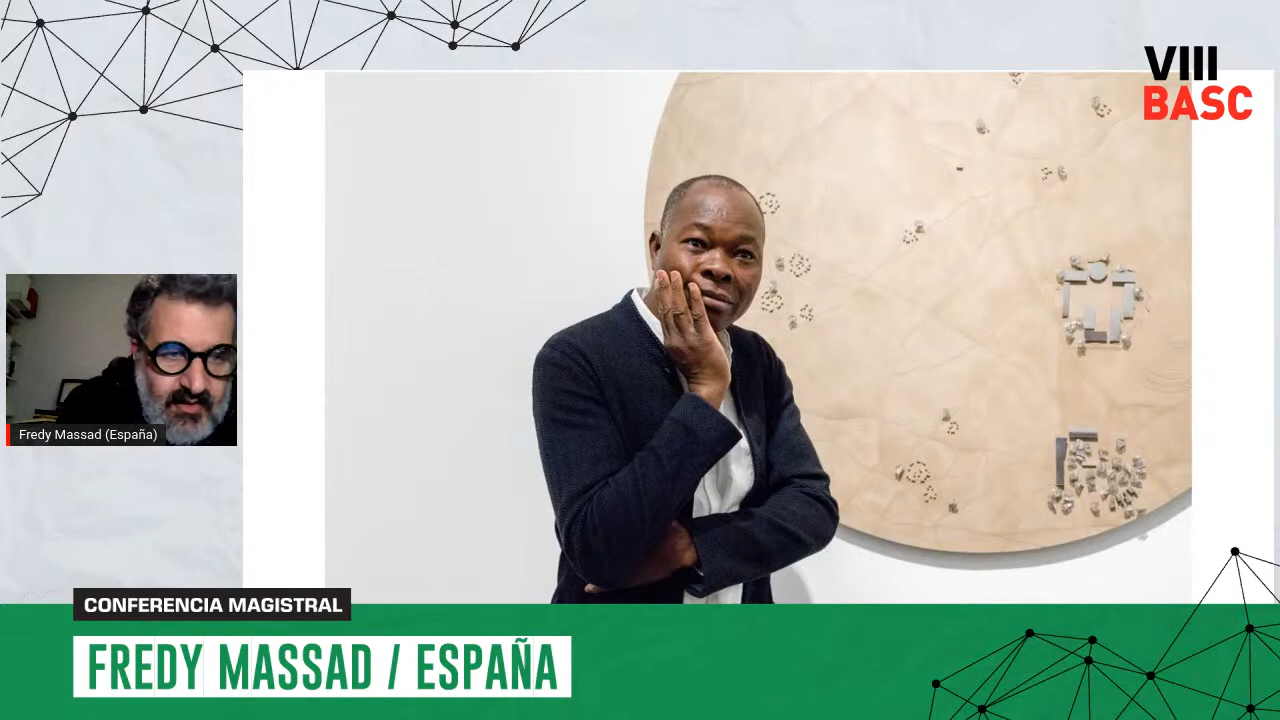 VIII
BASC
Fredy Massad (España)
CONFERENCIA MAGISTRAL
FREDY MASSAD / ESPAÑA